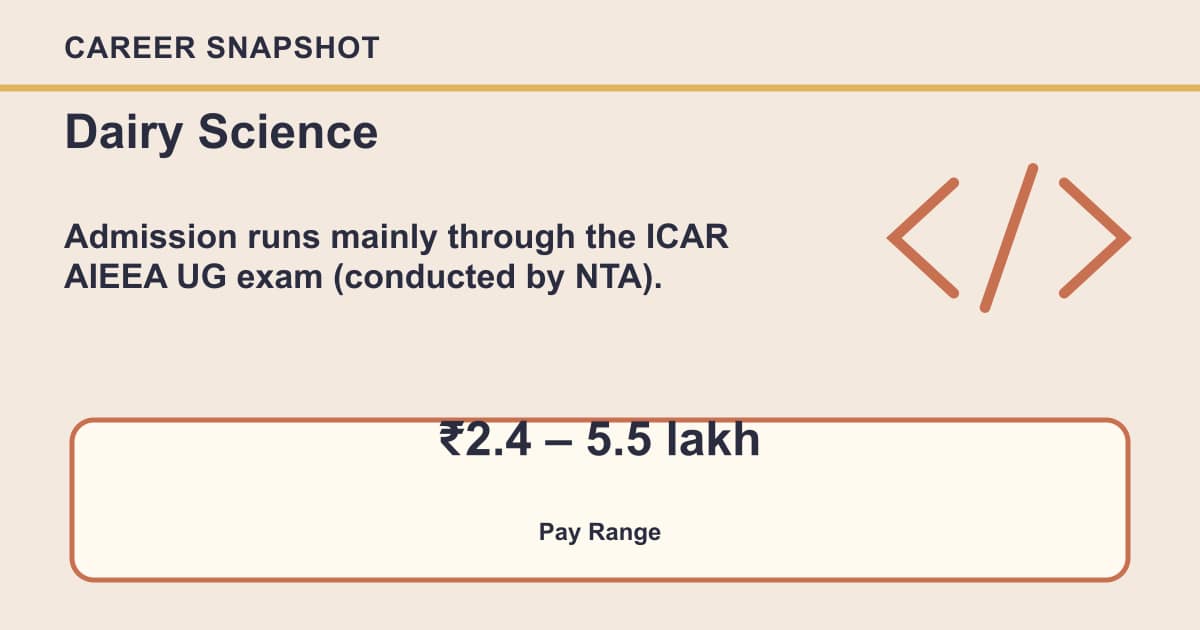 CAREER SNAPSHOT
Dairy Science
Admission runs mainly through the ICAR
AIEEA UG exam (conducted by NTA).
₹2.4 – 5.5 lakh
Pay Range